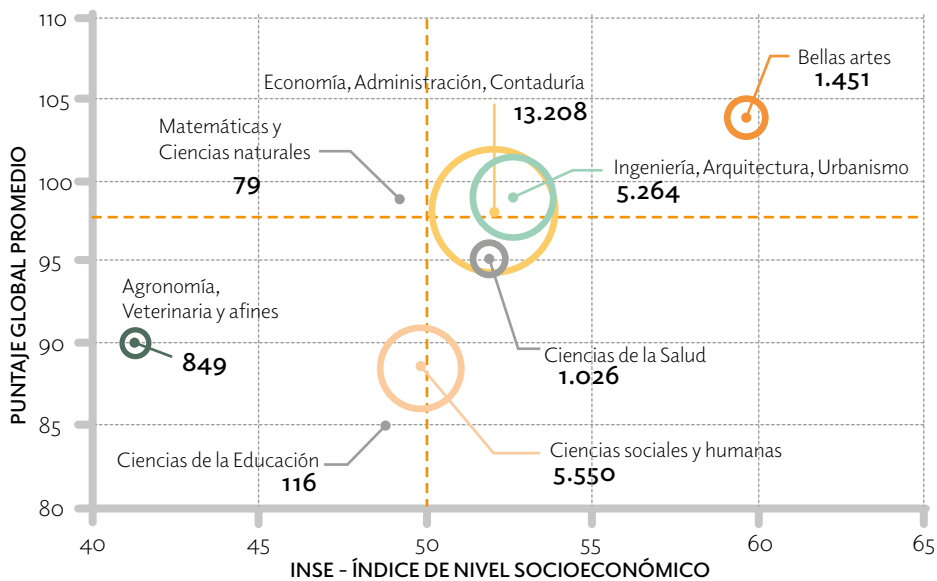 PUNTAJE GLOBAL PROMEDIO
110
105
100
95
90
85
80
Bellas artes
1.451
Economía, Administración, Contaduría
13.208
Matemáticas y
Ciencias naturales
79
Ingeniería, Arquitectura, Urbanismo
5.264
Agronomía,
Veterinaria y afines
849
Ciencias de la Salud
1.026
Ciencias sociales y humanas
5.550
Ciencias de la Educación
116
40
45
50
55
60
65
INSE - ÍNDICE DE NIVEL SOCIOECONÓMICO